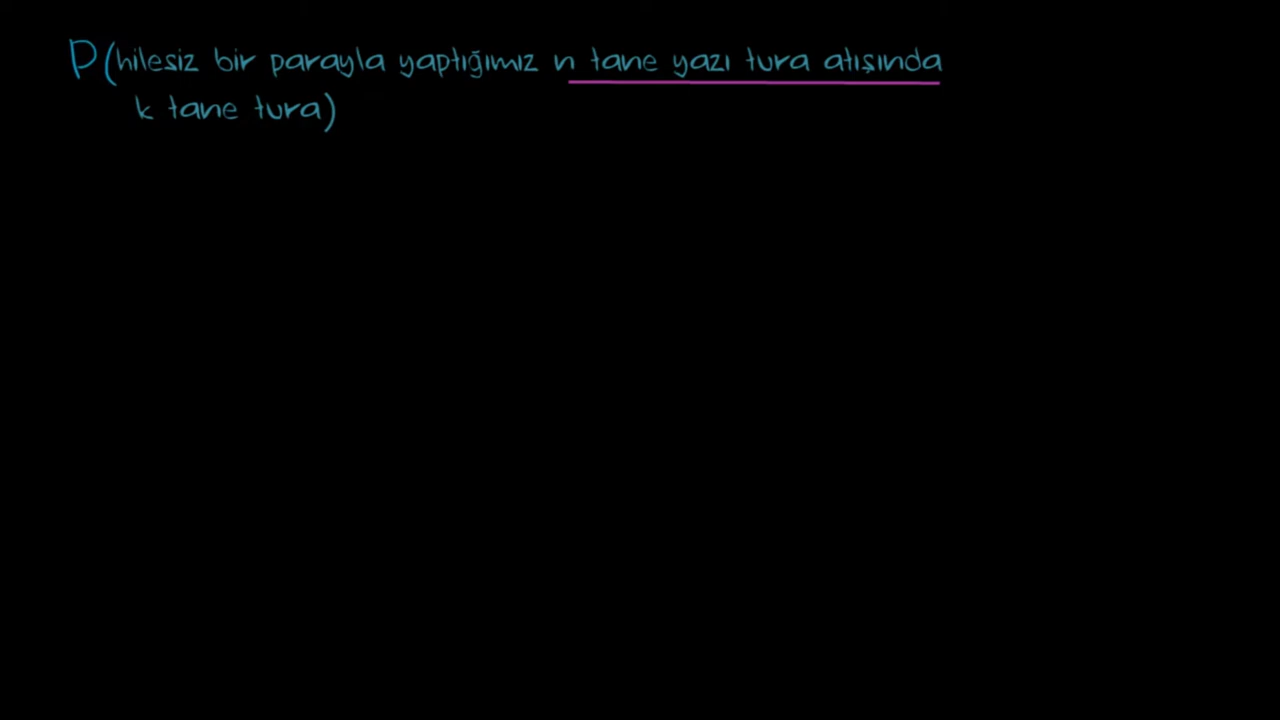 P(hilesiz bir parayla yaptığımız n tane yazı tura atışında
k tane tura)